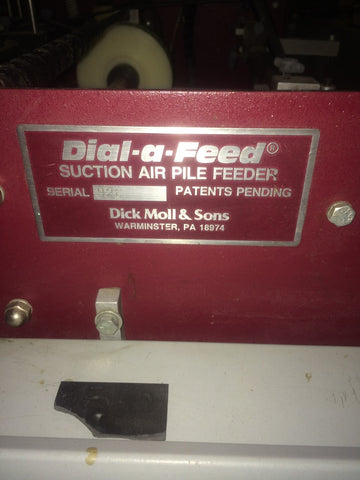 Dial-a-Feed®
SUCTION AIR PILE FEEDER
SERIAL PATENTS PENDING
Dick Moll & Sons
WARMINSTER, PA 18974